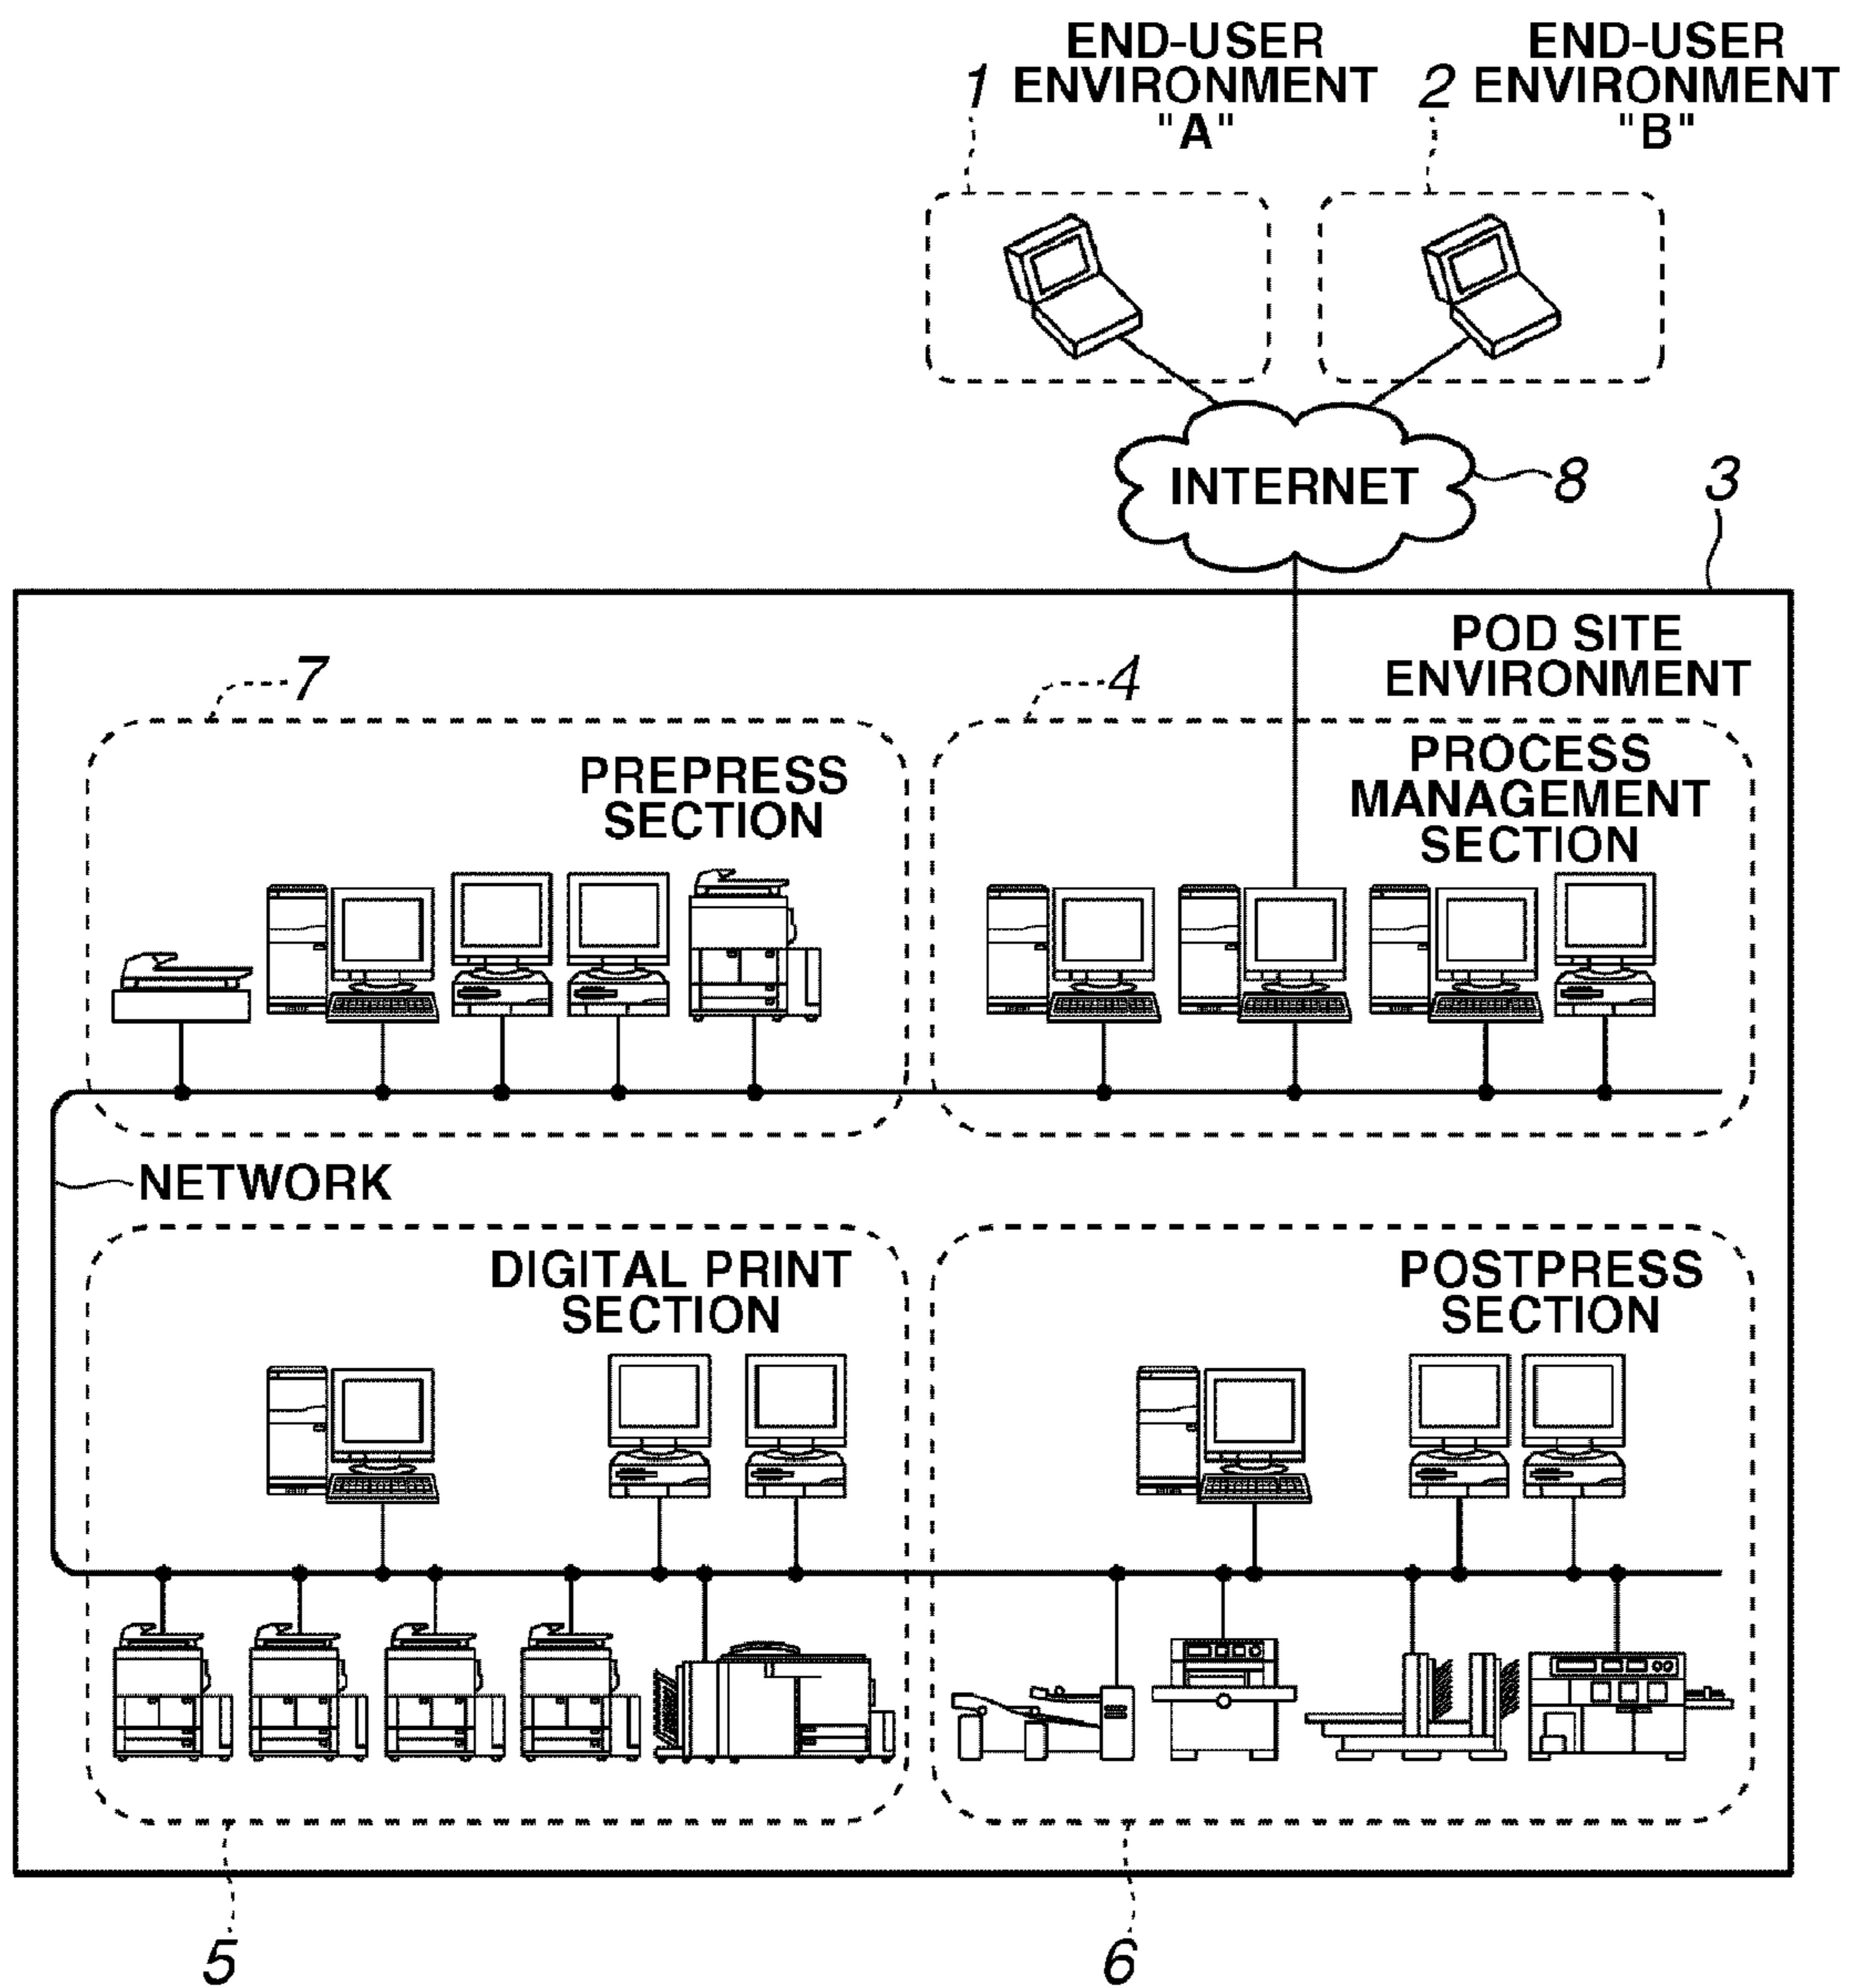 END-USER
ENVIRONMENT
"A"
1
END-USER
ENVIRONMENT
"B"
2
INTERNET
8
3
POD SITE
ENVIRONMENT
7
4
PREPRESS
SECTION
PROCESS
MANAGEMENT
SECTION
NETWORK
DIGITAL PRINT
SECTION
POSTPRESS
SECTION
5
6